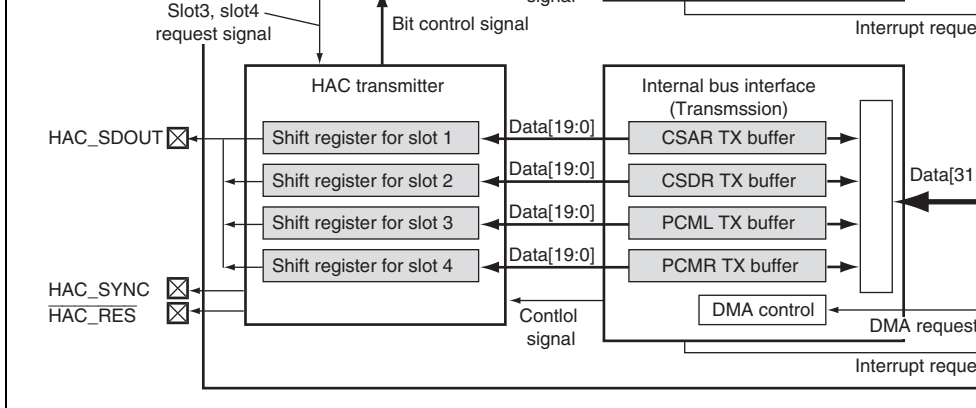 signal
Slot3, slot4
request signal
Bit control signal
Interrupt reque
HAC transmitter
Internal bus interface
(Transmssion)
HAC_SDOUT
Shift register for slot 1
Data[19:0]
CSAR TX buffer
Shift register for slot 2
Data[19:0]
CSDR TX buffer
Data[31
Shift register for slot 3
Data[19:0]
PCML TX buffer
Shift register for slot 4
Data[19:0]
PCMR TX buffer
HAC_SYNC
HAC_RES
Contlol
signal
DMA control
DMA request
Interrupt reque